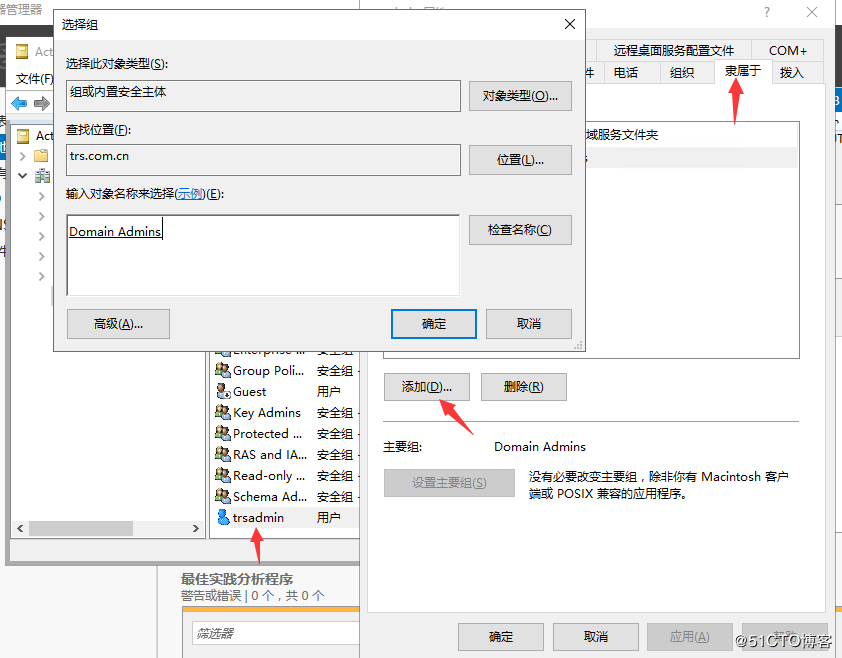 器管理器
选择组
选择此对象类型(S):
组或内置安全主体
对象类型(O)...
查找位置(F):
trs.com.cn
位置(L)...
输入对象名称来选择(示例)(E):
Domain Admins
检查名称(C)
高级(A)...
确定
取消
远程桌面服务配置文件
COM+
件
电话
组织
隶属于
拨入
域服务文件夹
添加(D)...
删除(R)
主要组:
Domain Admins
设置主要组(S)
没有必要改变主要组，除非你有 Macintosh 客户
端或 POSIX 兼容的应用程序。
确定
取消
应用(A)
Act
文件(F)
Act
安全组
Group Poli...
安全组
Guest
用户
Key Admins
安全组
Protected ...
安全组
RAS and IA...
安全组
Read-only ...
安全组
Schema Ad...
安全组
trsadmin
用户
最佳实践分析程序
警告或错误 | 0 个，共 0 个
筛选器
@51CTO博客